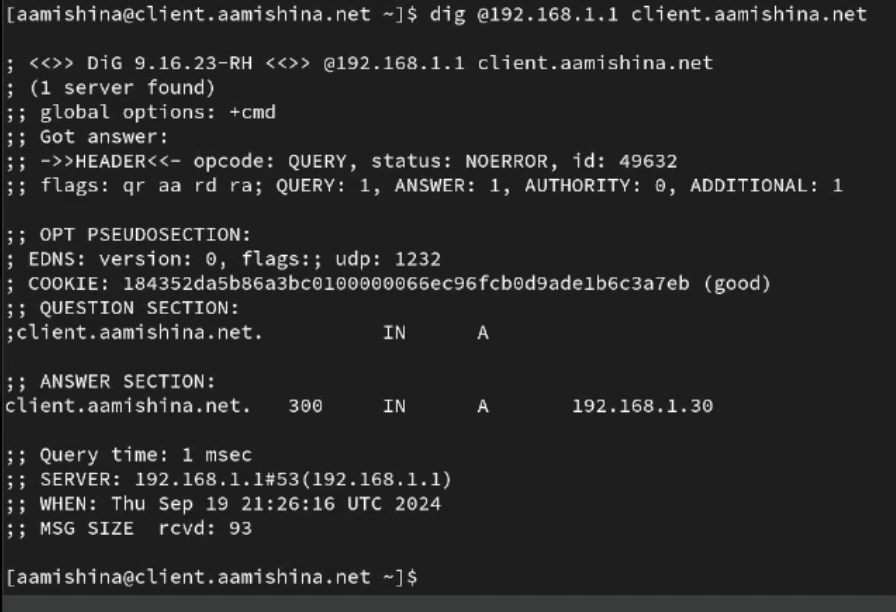 [aamishina@client.aamishina.net ~]$ dig @192.168.1.1 client.aamishina.net
; <<>> DiG 9.16.23-RH <<>> @192.168.1.1 client.aamishina.net
; (1 server found)
;; global options: +cmd
;; Got answer:
;; ->>HEADER<<- opcode: QUERY, status: NOERROR, id: 49632
;; flags: qr aa rd ra; QUERY: 1, ANSWER: 1, AUTHORITY: 0, ADDITIONAL: 1
;; OPT PSEUDOSECTION:
; EDNS: version: 0, flags:; udp: 1232
; COOKIE: 184352da5b86a3bc0100000066ec96fcb0d9ade1b6c3a7eb (good)
;; QUESTION SECTION:
;client.aamishina.net. IN A
;; ANSWER SECTION:
client.aamishina.net. 300 IN A 192.168.1.30
;; Query time: 1 msec
;; SERVER: 192.168.1.1#53(192.168.1.1)
;; WHEN: Thu Sep 19 21:26:16 UTC 2024
;; MSG SIZE rcvd: 93
[aamishina@client.aamishina.net ~]$